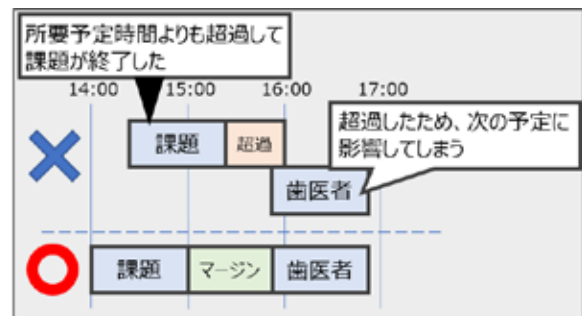 所要予定時間よりも超過して
課題が終了した
14:00 15:00 16:00 17:00
課題 超過
超過したため、次の予定に
影響してしまう
歯医者
課題 マージン 歯医者